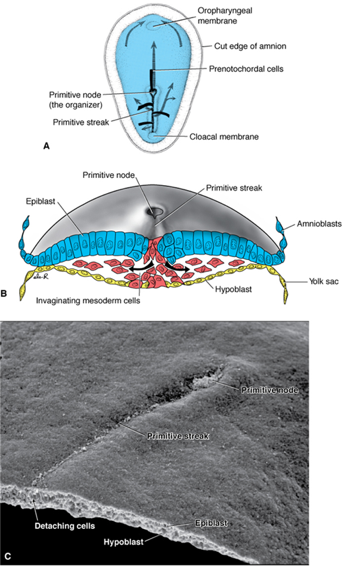 Oropharyngeal
membrane
Cut edge of amnion
Prenotochordal cells
Primitive node
(the organizer)
Primitive streak
Cloacal membrane
A
Primitive node
Primitive streak
Epiblast
Amnioblasts
Hypoblast
Yolk sac
B
Invaginating mesoderm cells
Primitive node
Primitive streak
Detaching cells
Epiblast
Hypoblast
C